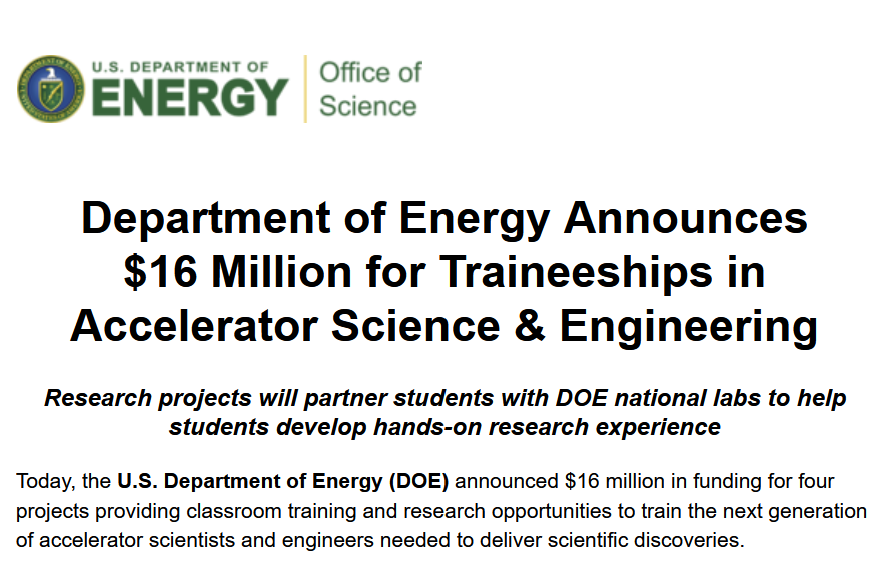 U.S. DEPARTMENT OF
ENERGY
Office of
Science
Department of Energy Announces
$16 Million for Traineeships in
Accelerator Science & Engineering
Research projects will partner students with DOE national labs to help
students develop hands-on research experience
Today, the U.S. Department of Energy (DOE) announced $16 million in funding for four
projects providing classroom training and research opportunities to train the next generation
of accelerator scientists and engineers needed to deliver scientific discoveries.